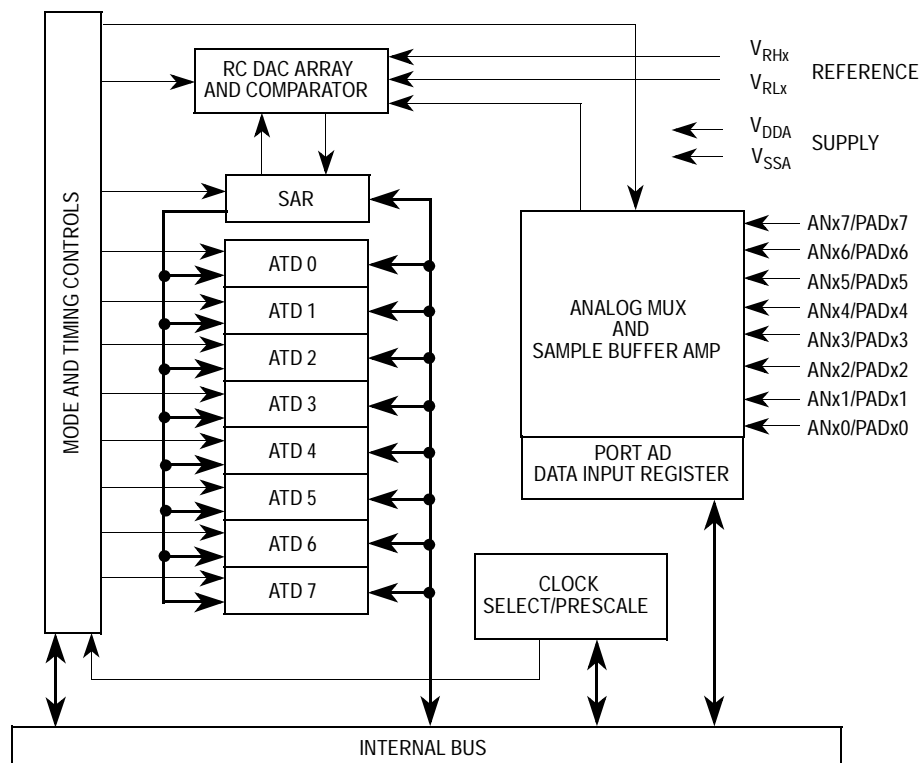 MODE AND TIMING CONTROLS
RC DAC ARRAY
AND COMPARATOR
V_RHx
V_RLx
REFERENCE
V_DDA
V_SSA
SUPPLY
SAR
ATD 0
ATD 1
ATD 2
ATD 3
ATD 4
ATD 5
ATD 6
ATD 7
ANALOG MUX
AND
SAMPLE BUFFER AMP
PORT AD
DATA INPUT REGISTER
ANx7/PADx7
ANx6/PADx6
ANx5/PADx5
ANx4/PADx4
ANx3/PADx3
ANx2/PADx2
ANx1/PADx1
ANx0/PADx0
CLOCK
SELECT/PRESCALE
INTERNAL BUS